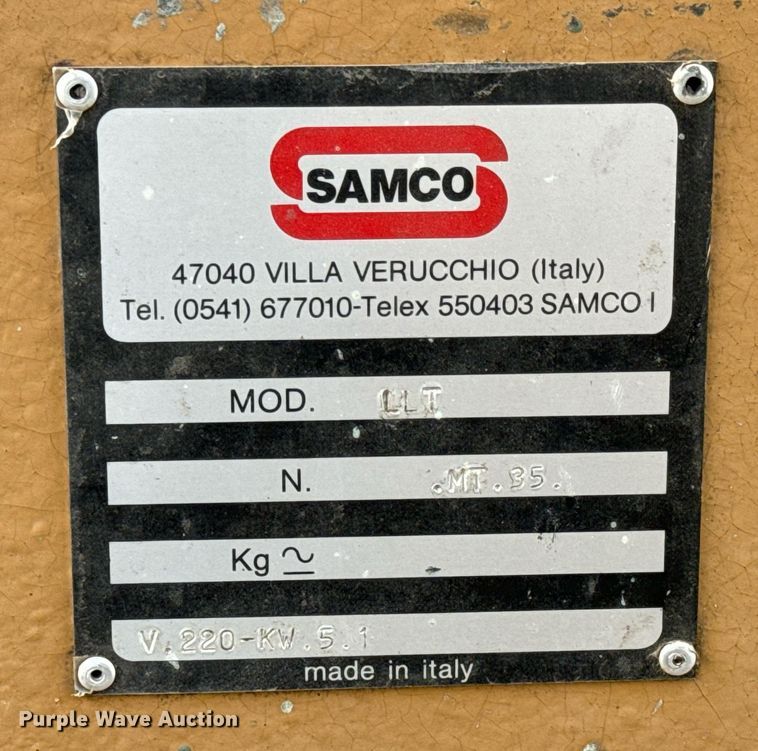 SAMCO
47040 VILLA VERUCCHIO (Italy)
Tel. (0541) 677010-Telex 550403 SAMCO I
MOD. LLT
N. .MT.35.
Kg ≃
V.220-KW.5.1
made in italy
Purple Wave Auction